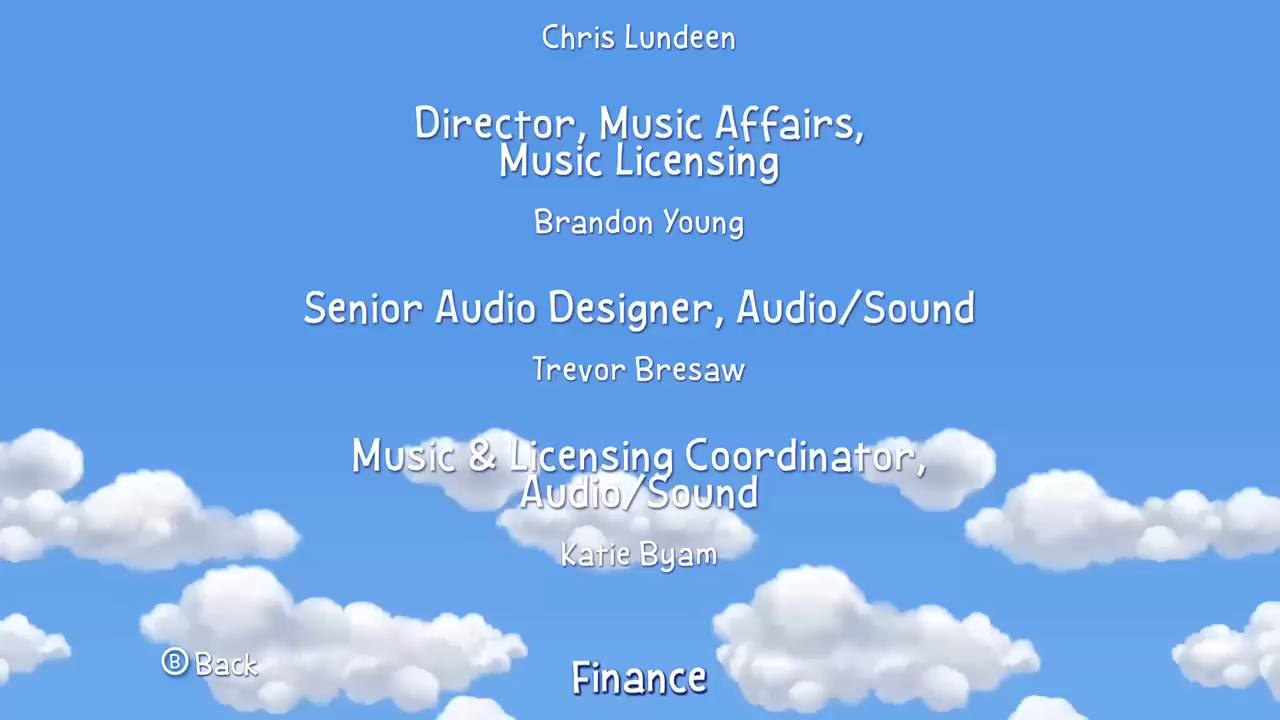 Chris Lundeen
Director, Music Affairs,
Music Licensing
Brandon Young
Senior Audio Designer, Audio/Sound
Trevor Bresaw
Music & Licensing Coordinator,
Audio/Sound
Katie Byam
B Back
Finance